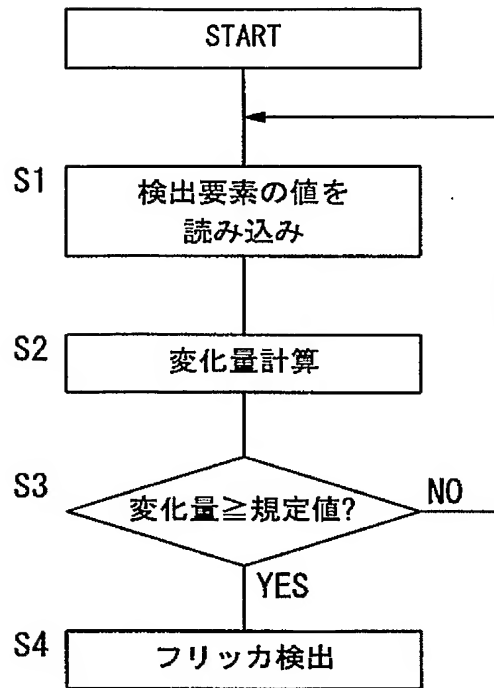 START
S1
検出要素の値を
読み込み
S2
変化量計算
S3
変化量≧規定値?
NO
YES
S4
フリッカ検出